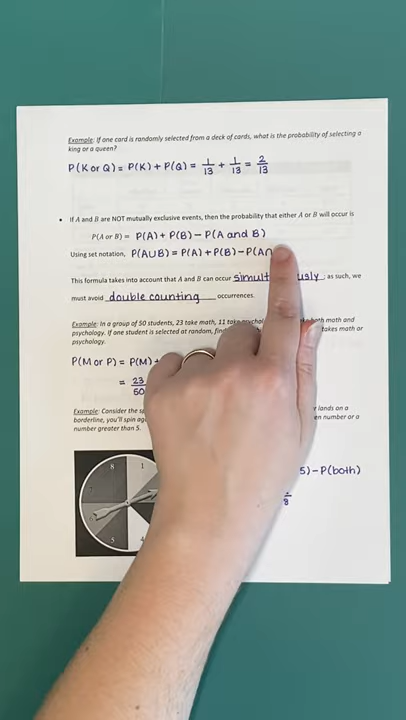 Example: If one card is randomly selected from a deck of cards, what is the probability of selecting a
king or a queen?
P(K or Q) = P(K) + P(Q) = 1/13 + 1/13 = 2/13
• If A and B are NOT mutually exclusive events, then the probability that either A or B will occur is
P(A or B) = P(A) + P(B) − P(A and B)
Using set notation, P(A∪B) = P(A) + P(B) − P(A∩
This formula takes into account that A and B can occur simult usly; as such, we
must avoid double counting occurrences.
Example: In a group of 50 students, 23 take math, 11 take both math and
psychology. If one student is selected at random, takes math or
psychology.
P(M or P) = P(M)
= 23/50
Example: Consider the lands on a
borderline, you'll spin en number or a
number greater than 5.
5) − P(both)
8
8 1
7
6
5 4